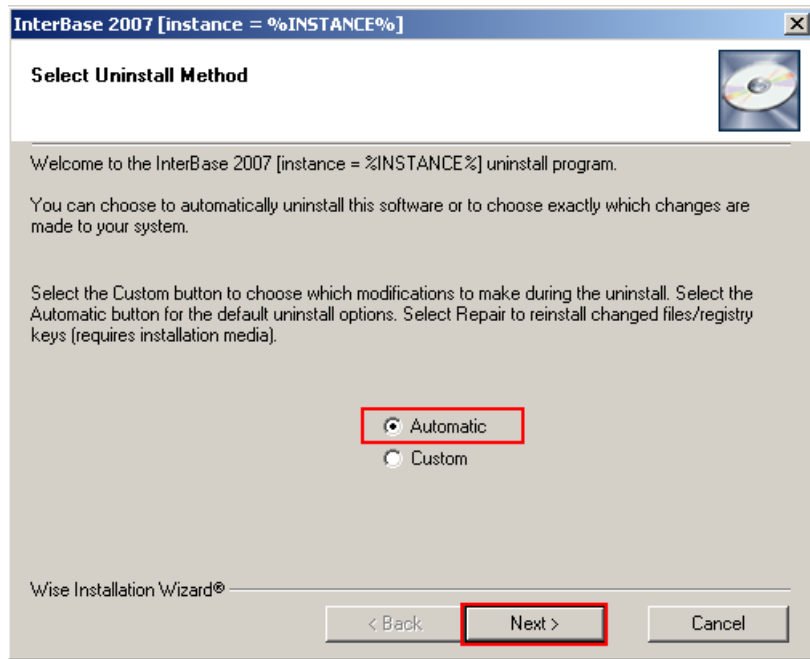 InterBase 2007 [instance = %INSTANCE%]
Select Uninstall Method
Welcome to the InterBase 2007 [instance = %INSTANCE%] uninstall program.
You can choose to automatically uninstall this software or to choose exactly which changes are
made to your system.
Select the Custom button to choose which modifications to make during the uninstall. Select the
Automatic button for the default uninstall options. Select Repair to reinstall changed files/registry
keys (requires installation media).
Automatic
Custom
Wise Installation Wizard®
< Back
Next >
Cancel